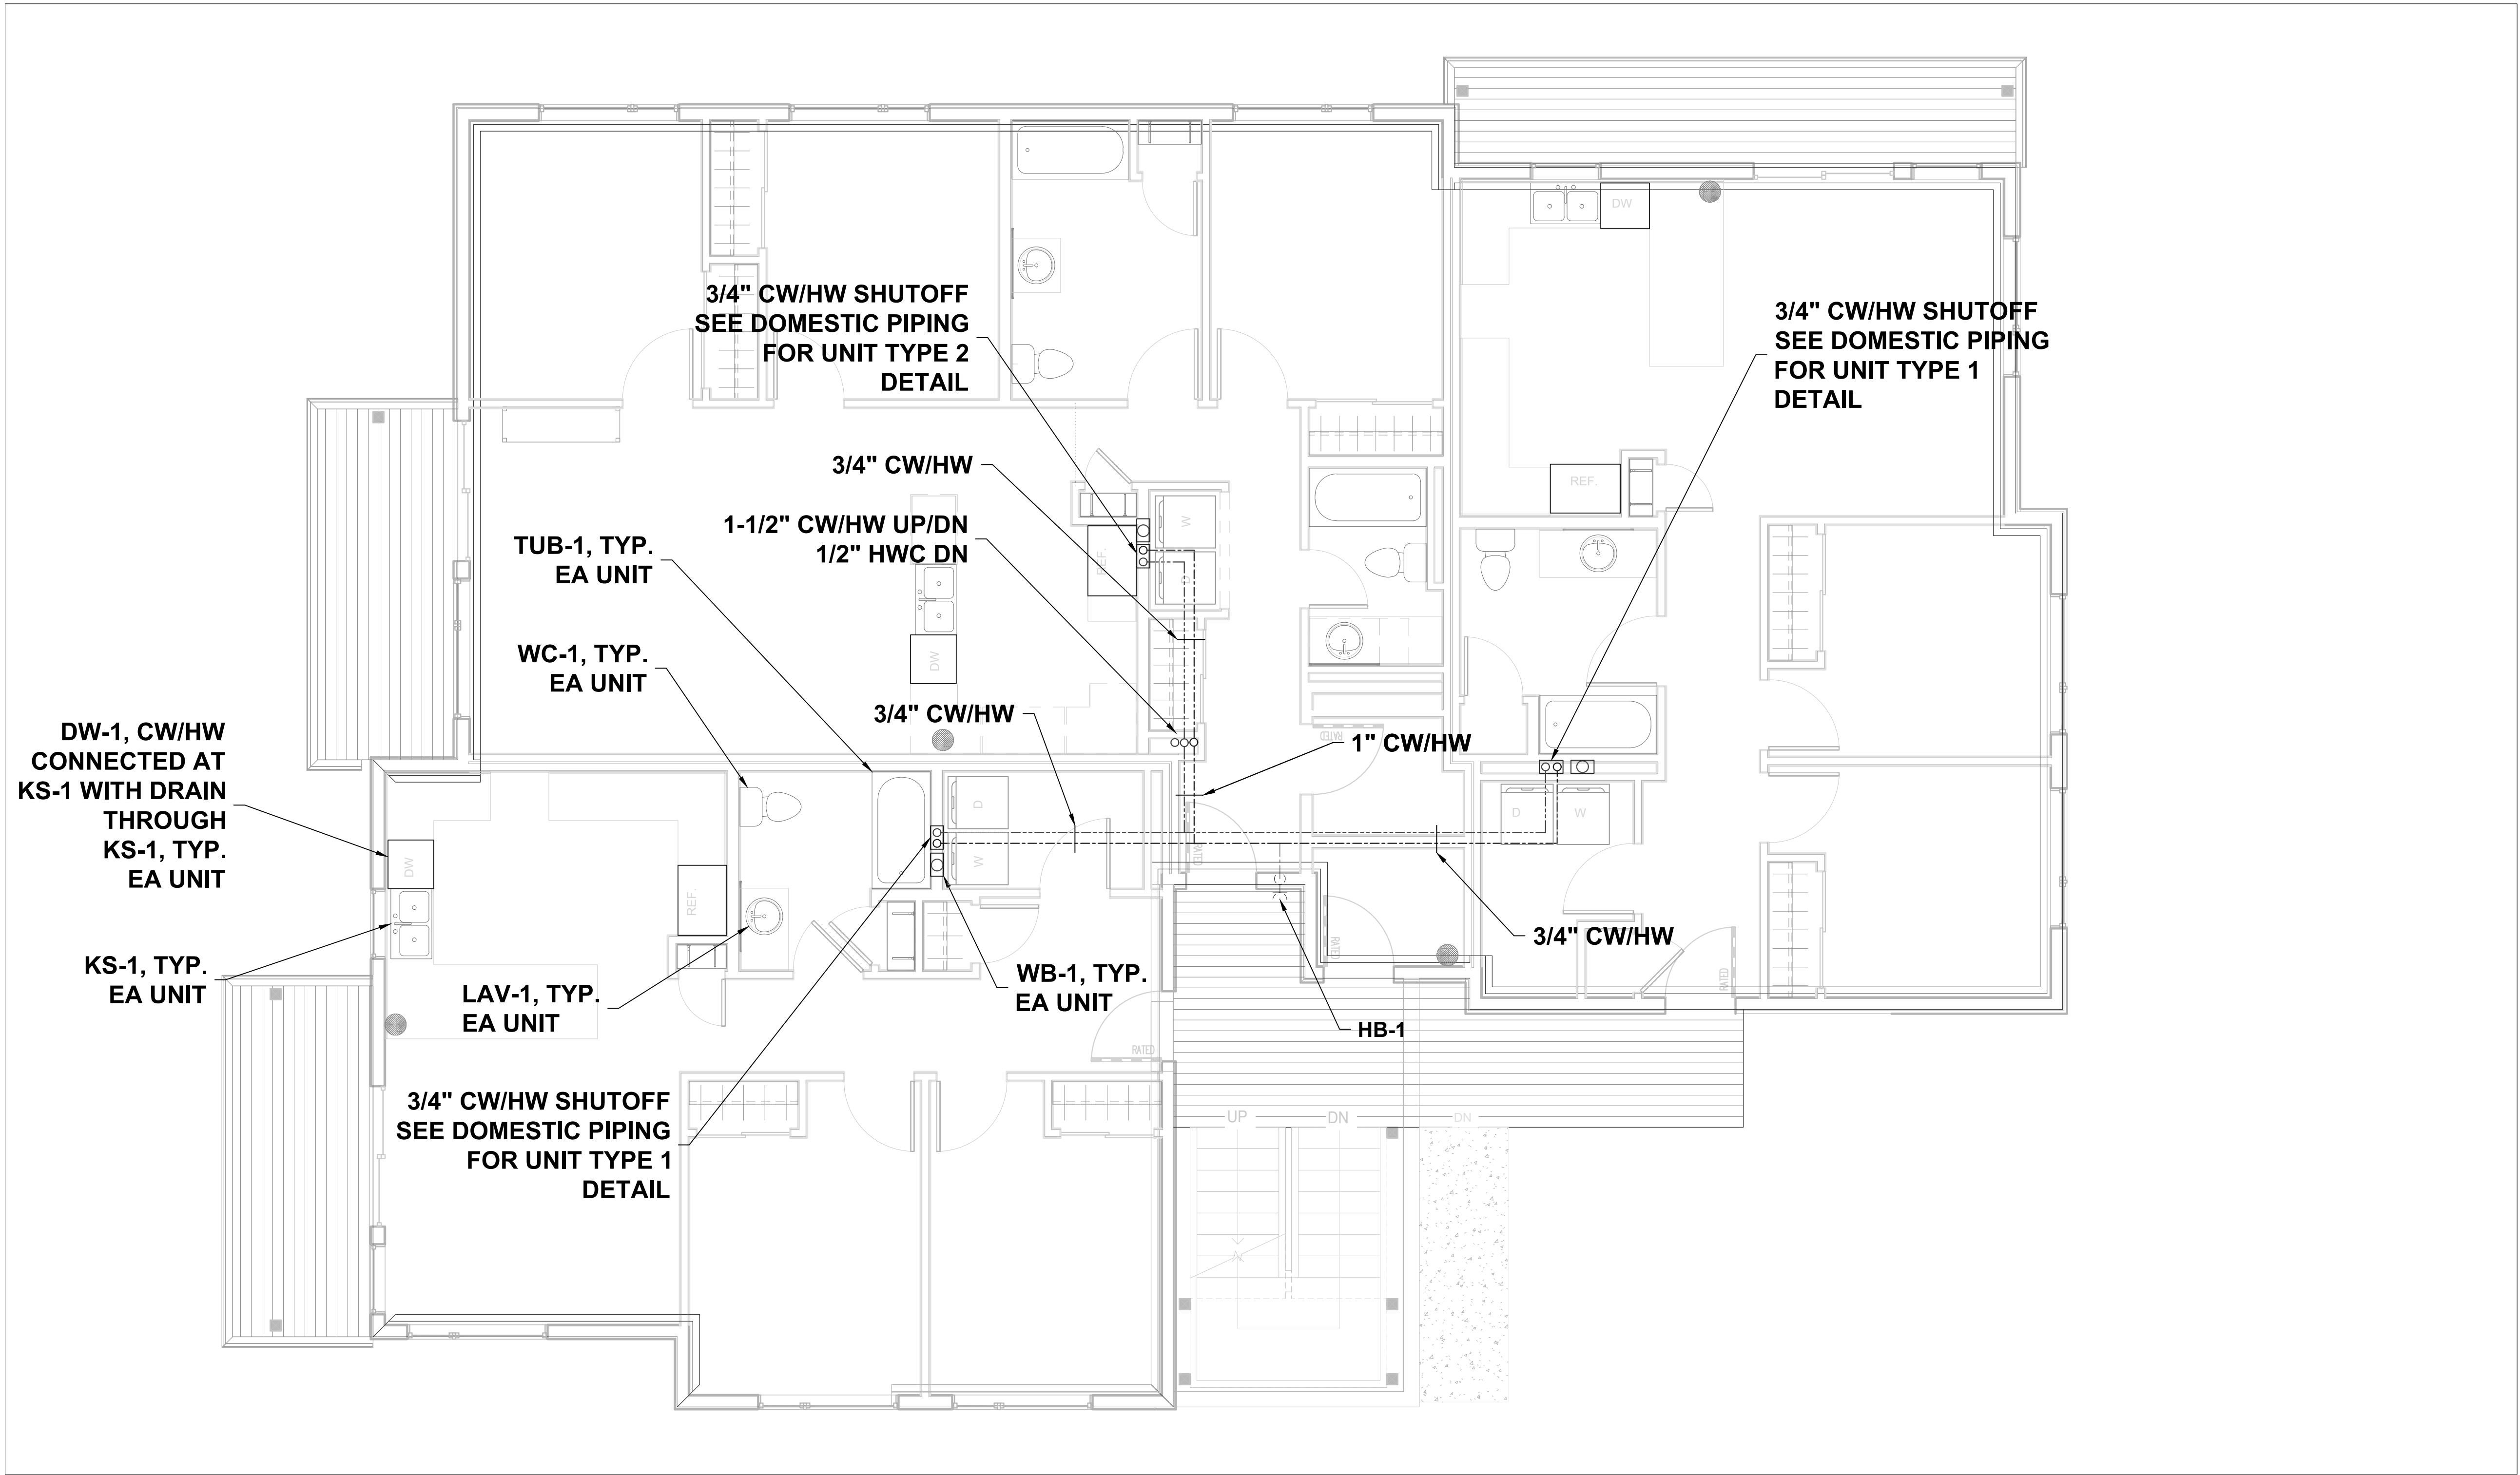 3/4" CW/HW SHUTOFF
SEE DOMESTIC PIPING
FOR UNIT TYPE 2
DETAIL
DW
3/4" CW/HW SHUTOFF
SEE DOMESTIC PIPING
FOR UNIT TYPE 1
DETAIL
3/4" CW/HW
REF.
1-1/2" CW/HW UP/DN
1/2" HWC DN
W
D
REF.
TUB-1, TYP.
EA UNIT
WC-1, TYP.
EA UNIT
DW
3/4" CW/HW
RATED
1" CW/HW
DW-1, CW/HW
CONNECTED AT
KS-1 WITH DRAIN
THROUGH
KS-1, TYP.
EA UNIT
D
W
D
W
DW
RATED
REF.
KS-1, TYP.
EA UNIT
LAV-1, TYP.
EA UNIT
WB-1, TYP.
EA UNIT
RATED
3/4" CW/HW
RATED
HB-1
RATED
3/4" CW/HW SHUTOFF
SEE DOMESTIC PIPING
FOR UNIT TYPE 1
DETAIL
UP
DN
DN